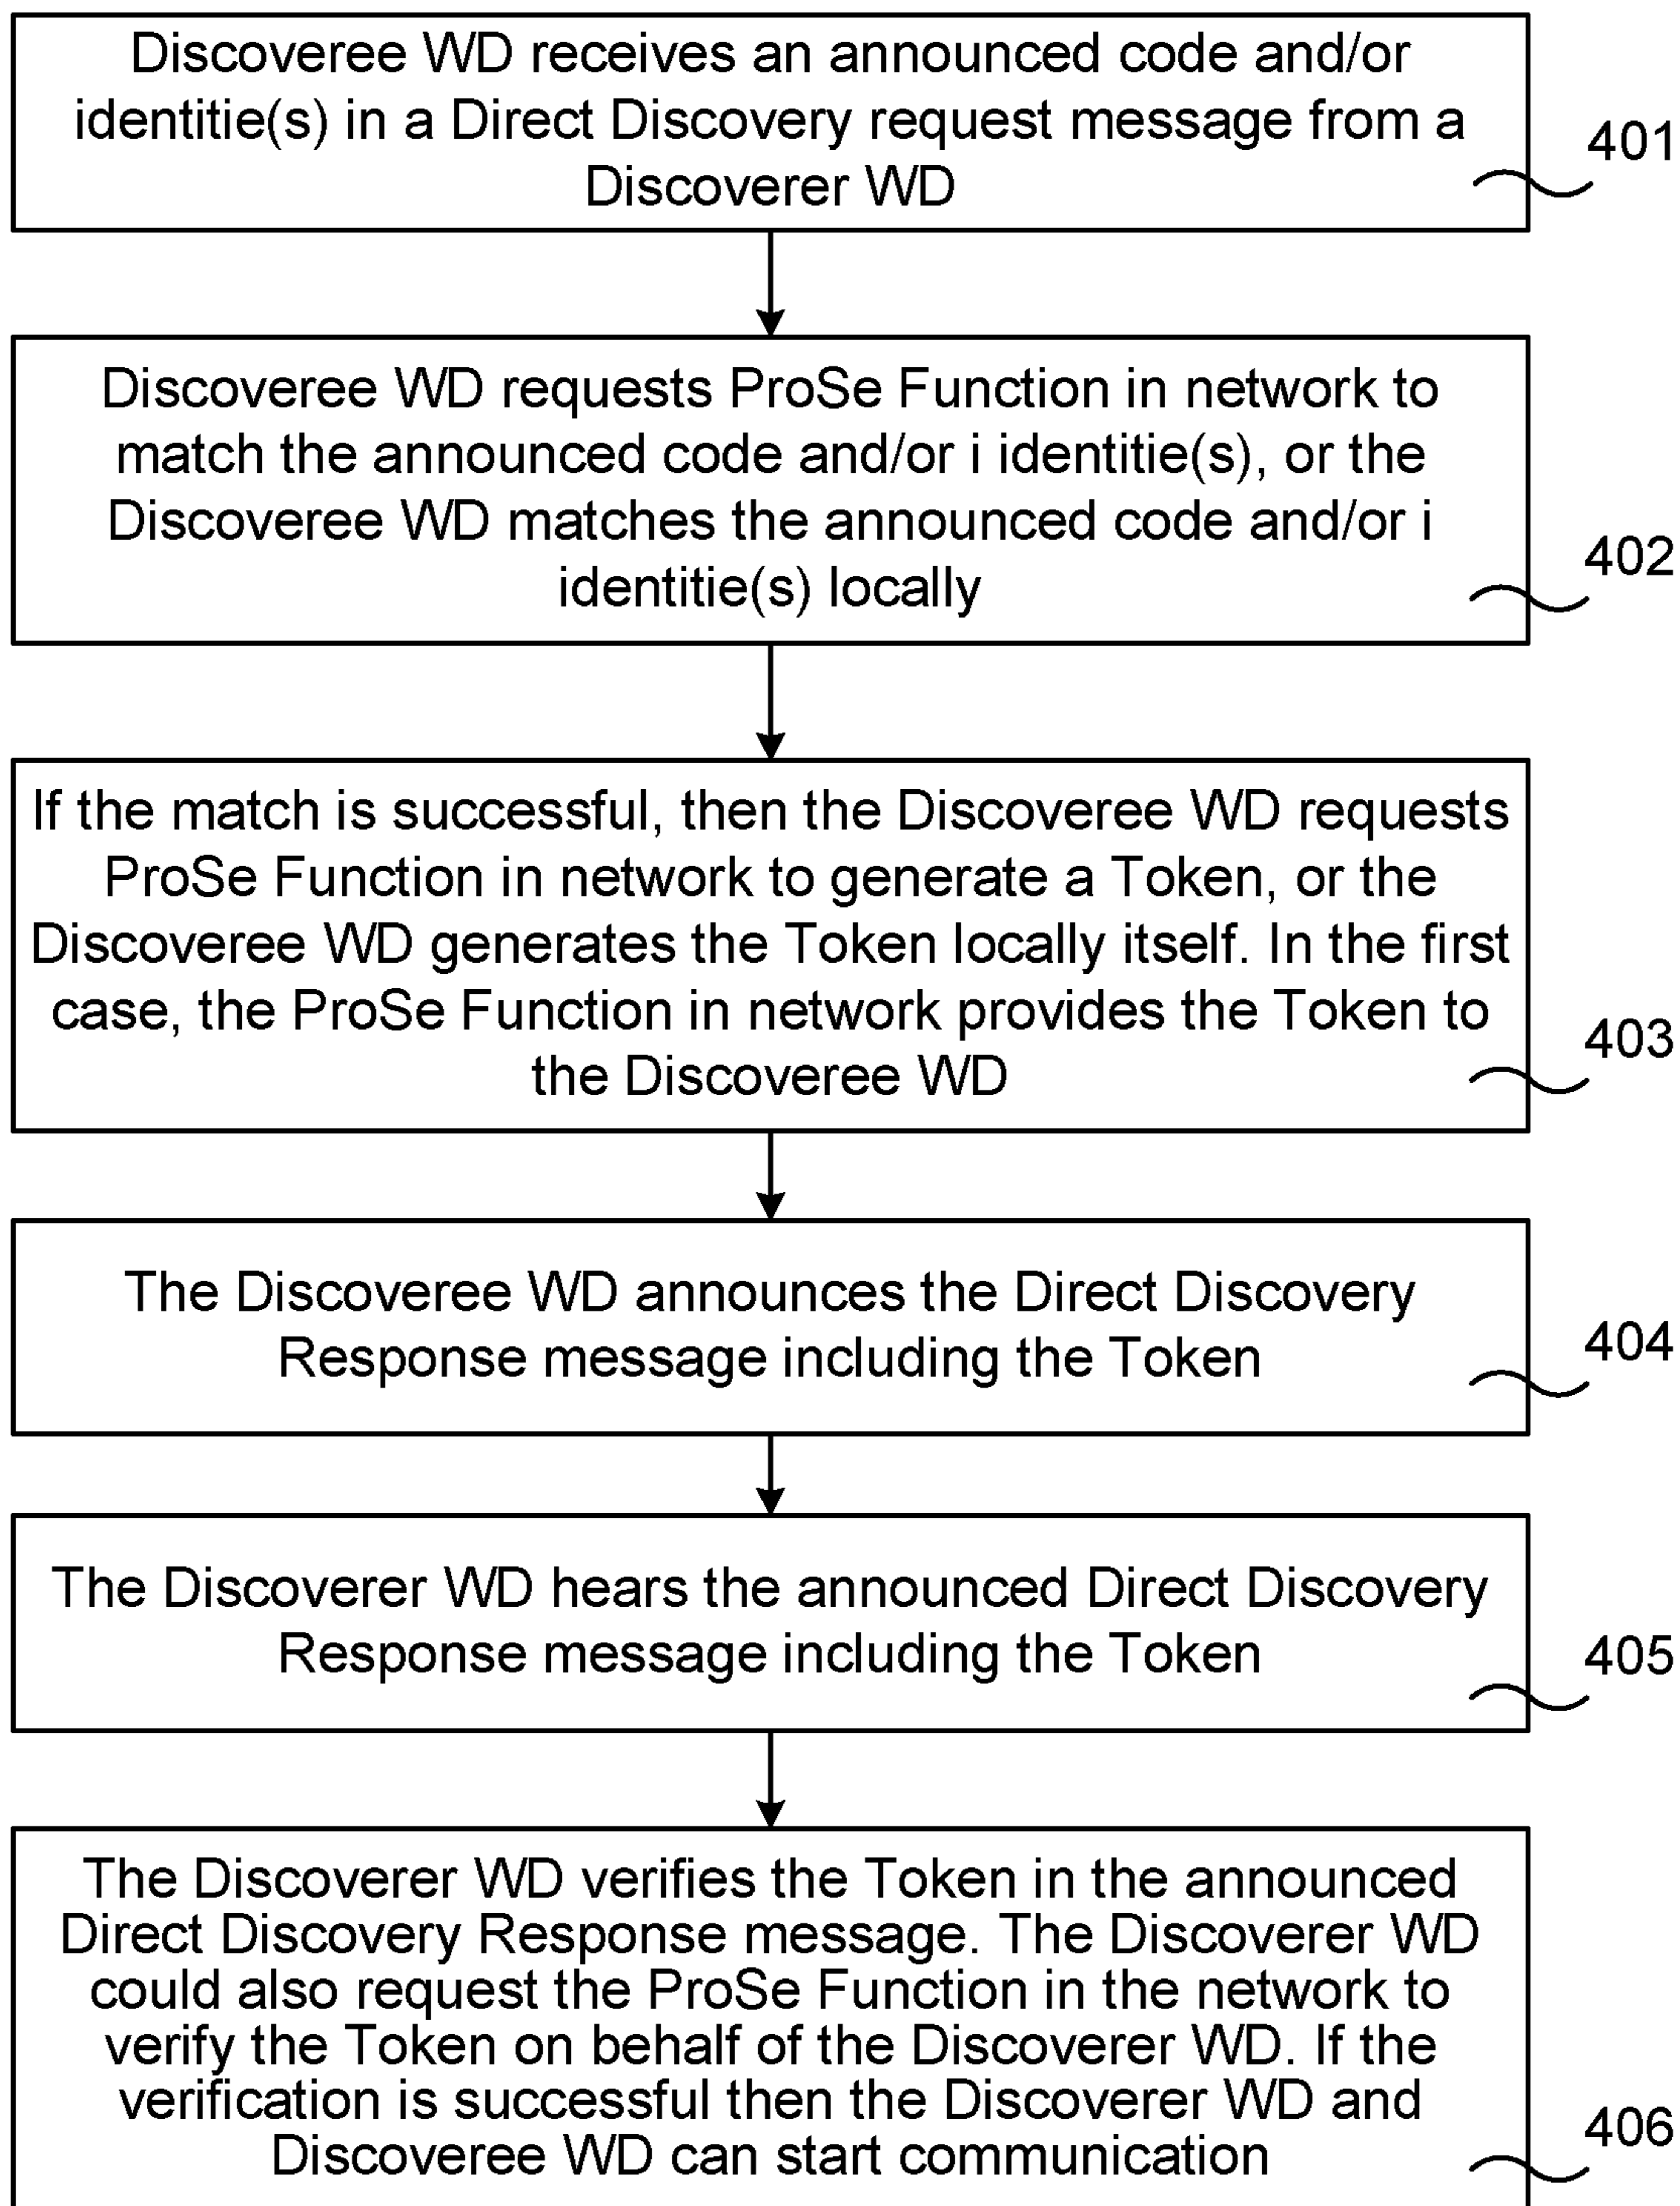 Discoveree WD receives an announced code and/or
identitie(s) in a Direct Discovery request message from a
Discoverer WD
401
Discoveree WD requests ProSe Function in network to
match the announced code and/or i identitie(s), or the
Discoveree WD matches the announced code and/or i
identitie(s) locally
402
If the match is successful, then the Discoveree WD requests
ProSe Function in network to generate a Token, or the
Discoveree WD generates the Token locally itself. In the first
case, the ProSe Function in network provides the Token to
the Discoveree WD
403
The Discoveree WD announces the Direct Discovery
Response message including the Token
404
The Discoverer WD hears the announced Direct Discovery
Response message including the Token
405
The Discoverer WD verifies the Token in the announced
Direct Discovery Response message. The Discoverer WD
could also request the ProSe Function in the network to
verify the Token on behalf of the Discoverer WD. If the
verification is successful then the Discoverer WD and
Discoveree WD can start communication
406